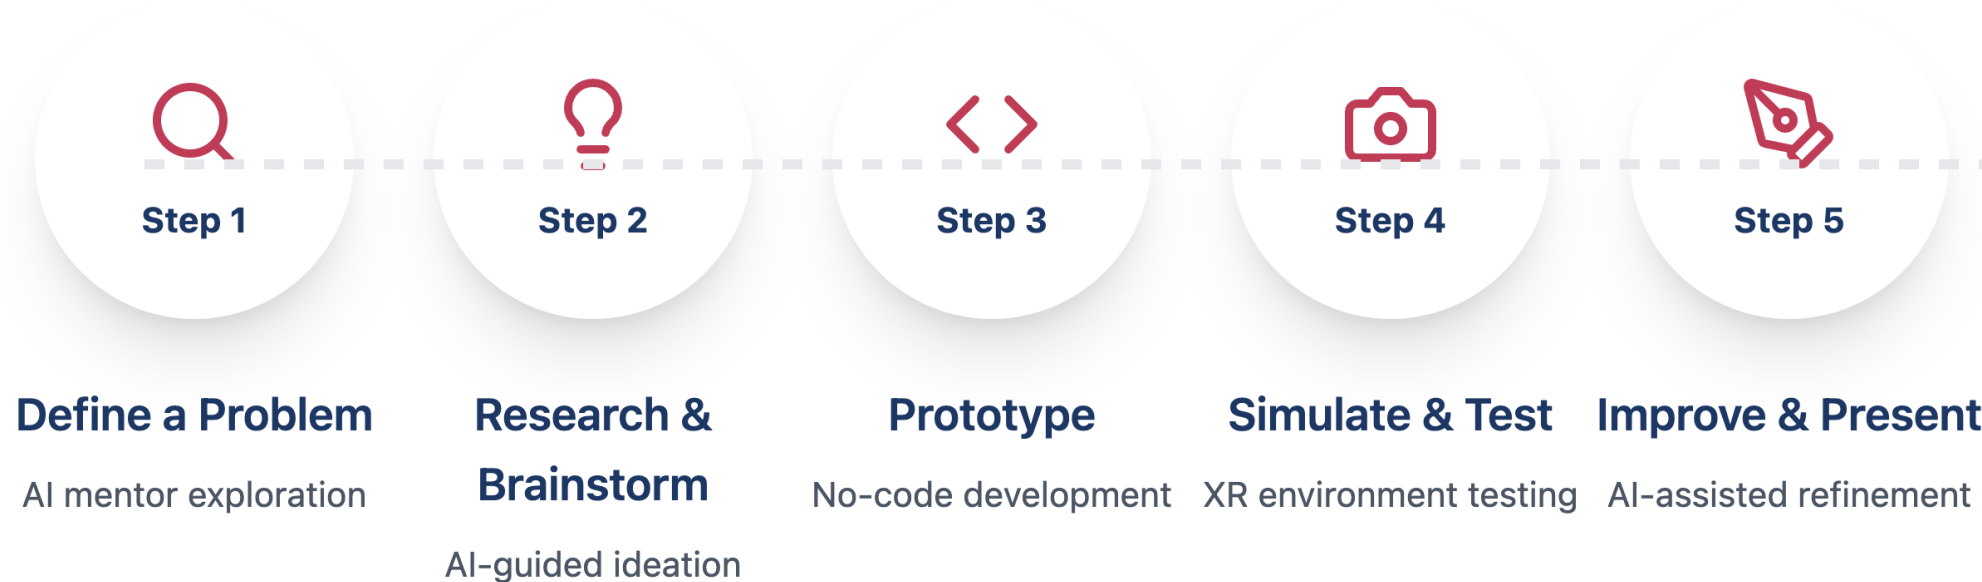 Step 1
Step 2
Step 3
Step 4
Step 5
Define a Problem
AI mentor exploration
Research &
Brainstorm
AI-guided ideation
Prototype
No-code development
Simulate & Test
XR environment testing
Improve & Present
AI-assisted refinement